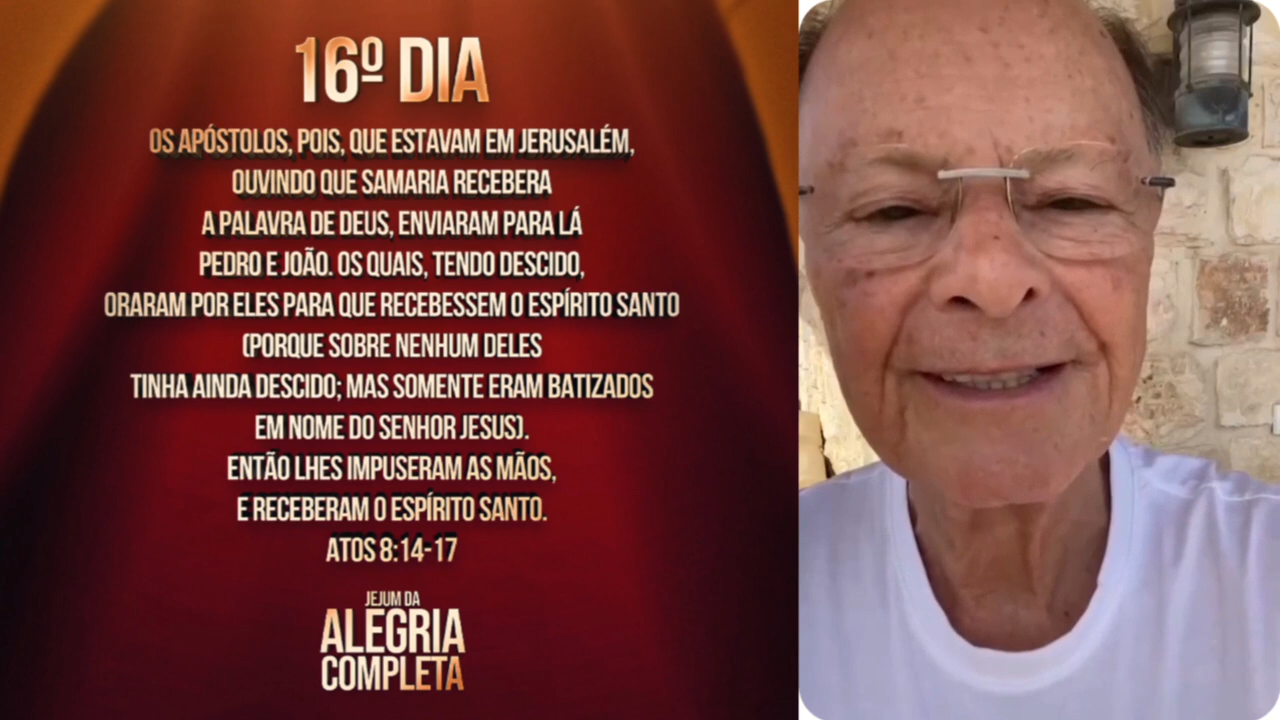 16º DIA
OS APÓSTOLOS, POIS, QUE ESTAVAM EM JERUSALÉM,
OUVINDO QUE SAMARIA RECEBERA
A PALAVRA DE DEUS, ENVIARAM PARA LÁ
PEDRO E JOÃO. OS QUAIS, TENDO DESCIDO,
ORARAM POR ELES PARA QUE RECEBESSEM O ESPÍRITO SANTO
(PORQUE SOBRE NENHUM DELES
TINHA AINDA DESCIDO; MAS SOMENTE ERAM BATIZADOS
EM NOME DO SENHOR JESUS).
ENTÃO LHES IMPUSERAM AS MÃOS,
E RECEBERAM O ESPÍRITO SANTO.
ATOS 8:14-17
JEJUM DA
ALEGRIA
COMPLETA